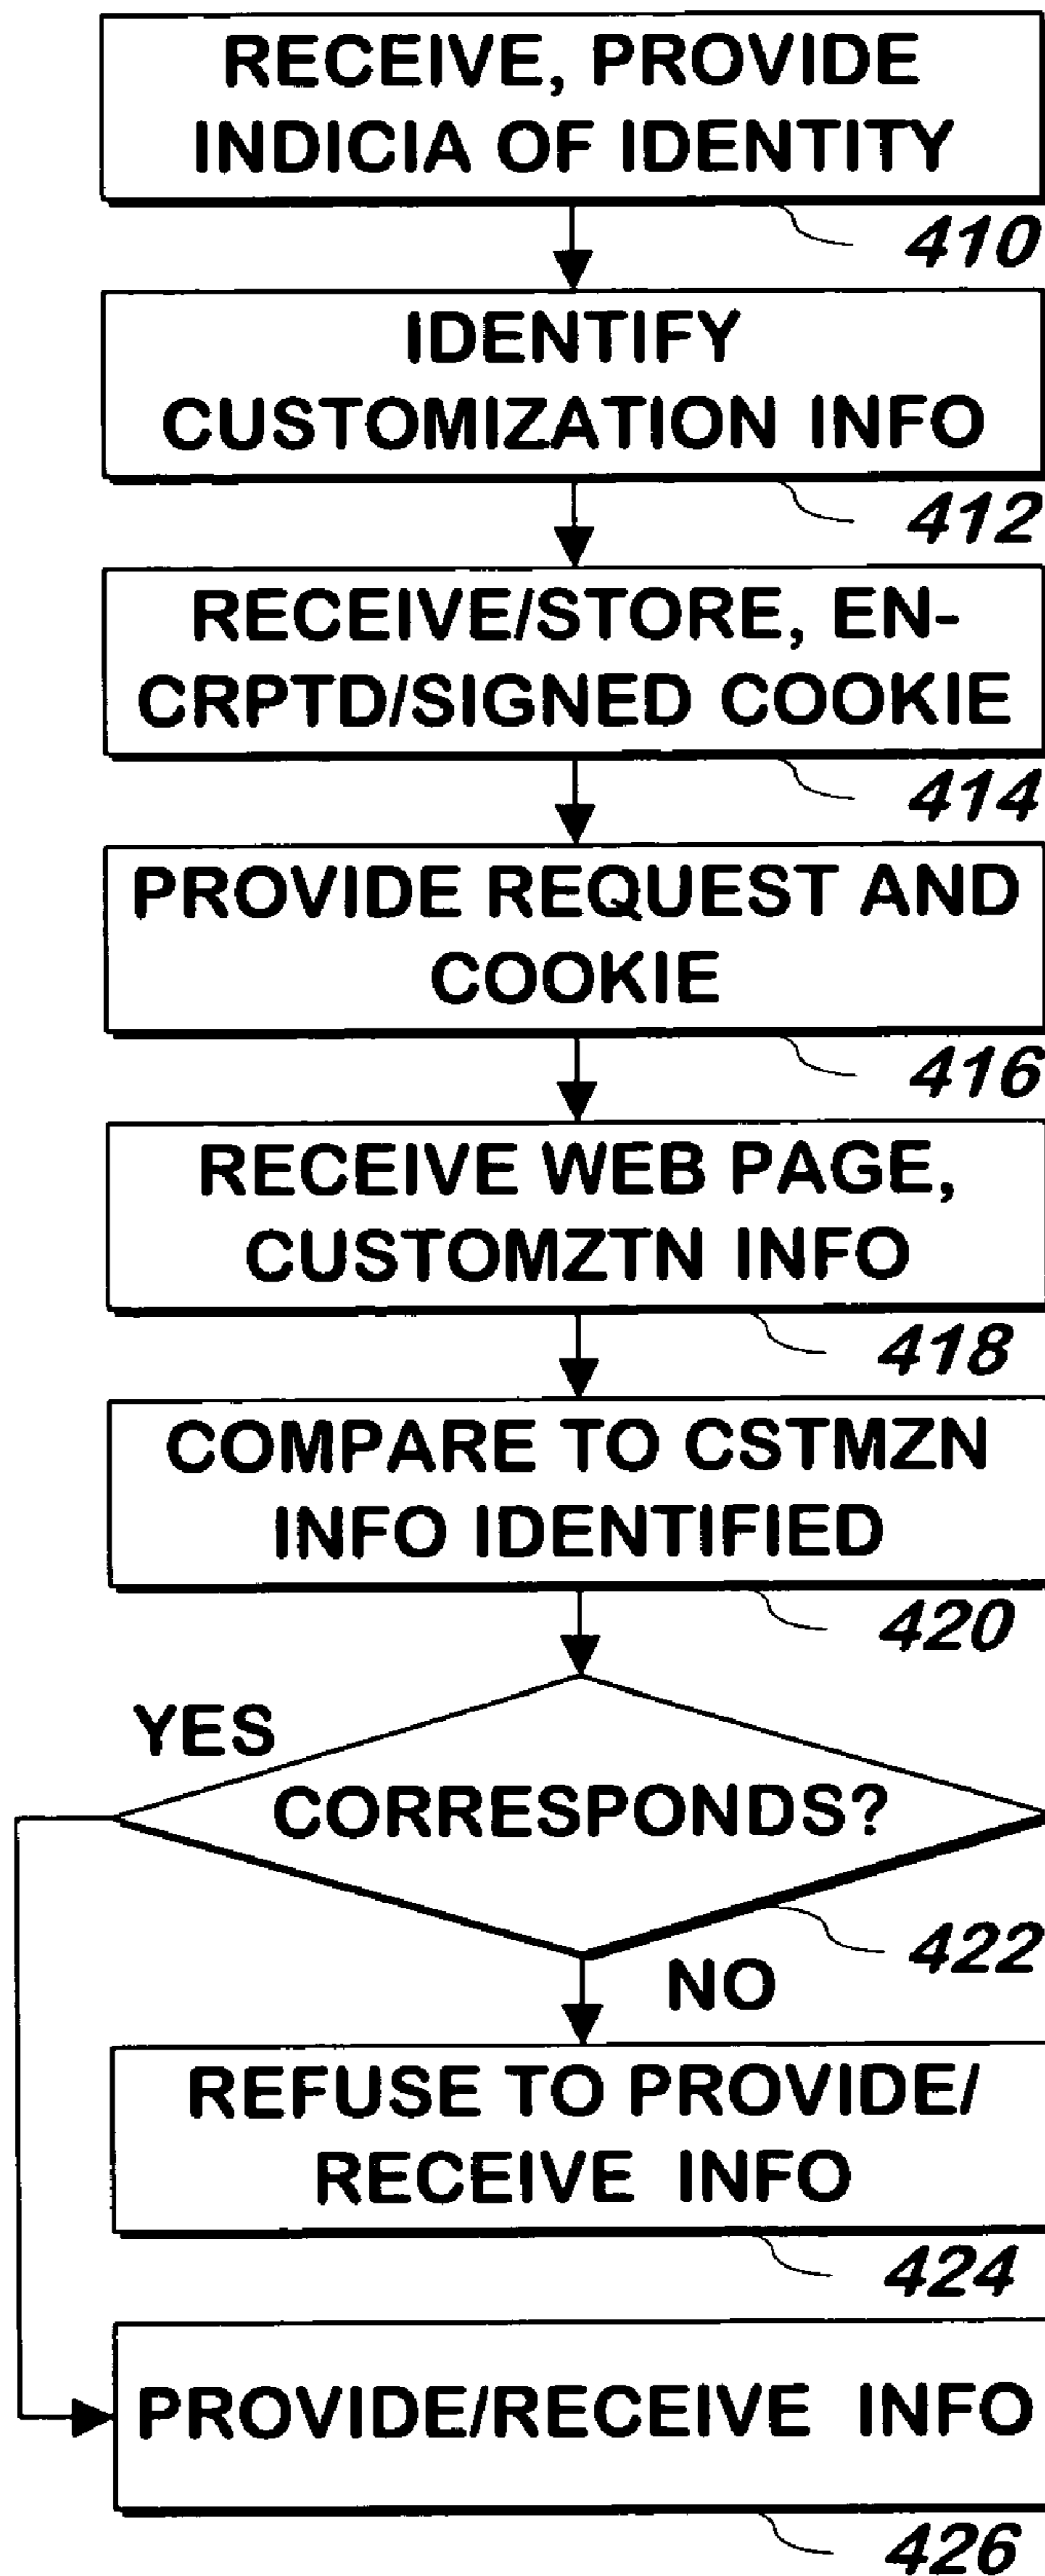 RECEIVE, PROVIDE
INDICIA OF IDENTITY
410
IDENTIFY
CUSTOMIZATION INFO
412
RECEIVE/STORE, EN-
CRPTD/SIGNED COOKIE
414
PROVIDE REQUEST AND
COOKIE
416
RECEIVE WEB PAGE,
CUSTOMZTN INFO
418
COMPARE TO CSTMZN
INFO IDENTIFIED
420
YES
CORRESPONDS?
422
NO
REFUSE TO PROVIDE/
RECEIVE INFO
424
PROVIDE/RECEIVE INFO
426